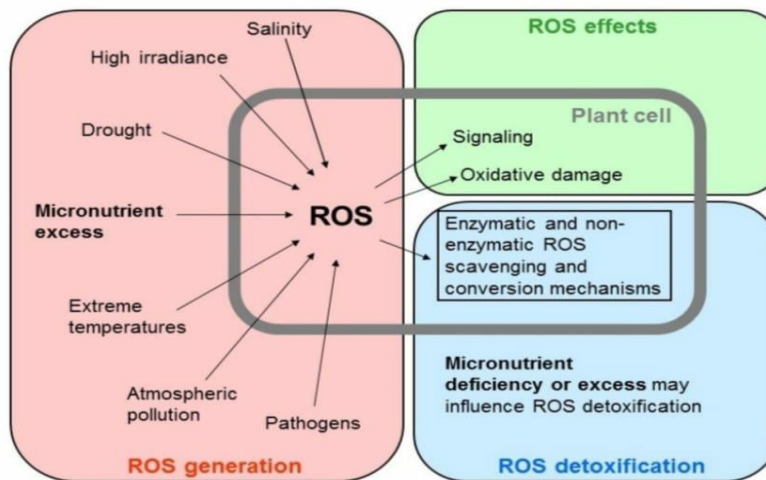 Salinity
High irradiance
Drought
Micronutrient
excess
Extreme
temperatures
Atmospheric
pollution
Pathogens
ROS
ROS generation
ROS effects
Plant cell
Signaling
Oxidative damage
Enzymatic and non-
enzymatic ROS
scavenging and
conversion mechanisms
Micronutrient
deficiency or excess may
influence ROS detoxification
ROS detoxification